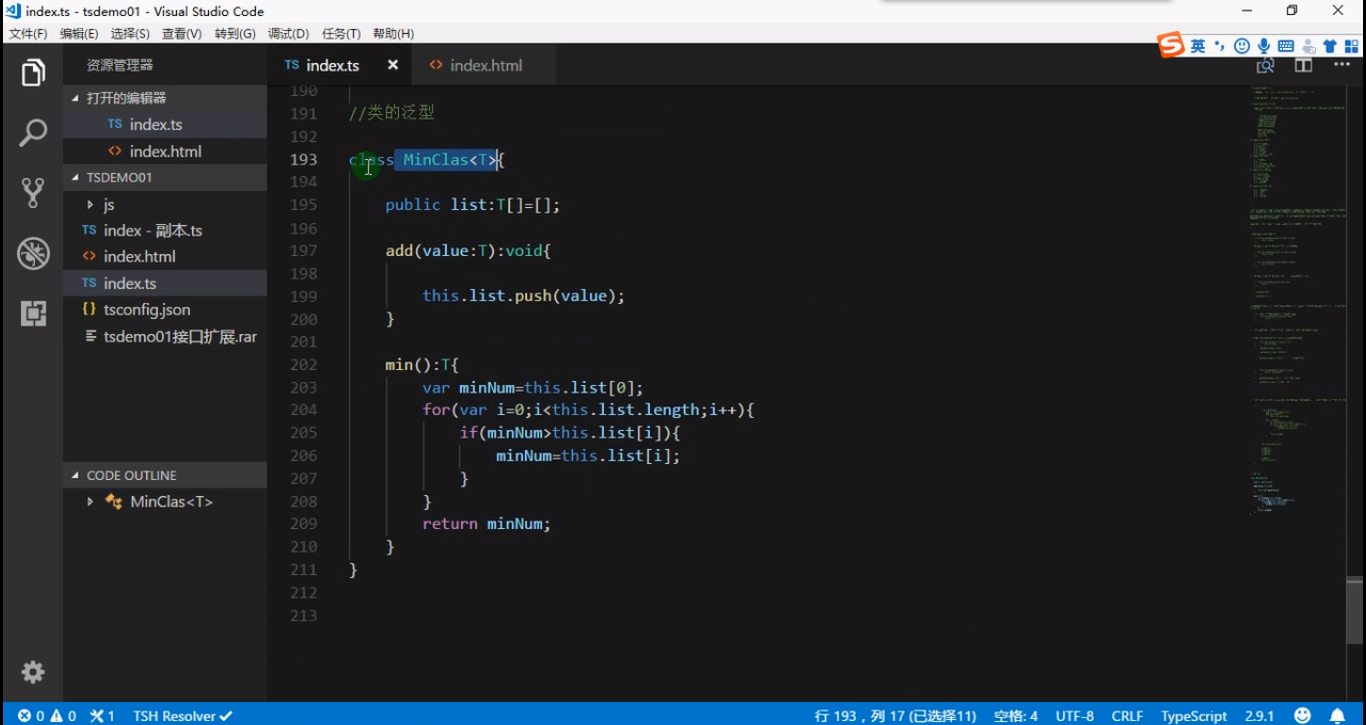 index.ts - tsdemo01 - Visual Studio Code
文件(F) 编辑(E) 选择(S) 查看(V) 转到(G) 调试(D) 任务(T) 帮助(H)
英
资源管理器
打开的编辑器
TS index.ts
<> index.html
TSDEMO01
js
TS index - 副本.ts
<> index.html
TS index.ts
{} tsconfig.json
tsdemo01接口扩展.rar
CODE OUTLINE
MinClas<T>
TS index.ts ×
<> index.html
190
191 //类的泛型
192
193 class MinClas<T>{
194
195 public list:T[]=[];
196
197 add(value:T):void{
198
199 this.list.push(value);
200 }
201
202 min():T{
203 var minNum=this.list[0];
204 for(var i=0;i<this.list.length;i++){
205 if(minNum>this.list[i]){
206 minNum=this.list[i];
207 }
208 }
209 return minNum;
210 }
211 }
212
213
0 0 1 TSH Resolver 行 193，列 17 (已选择11) 空格: 4 UTF-8 CRLF TypeScript 2.9.1